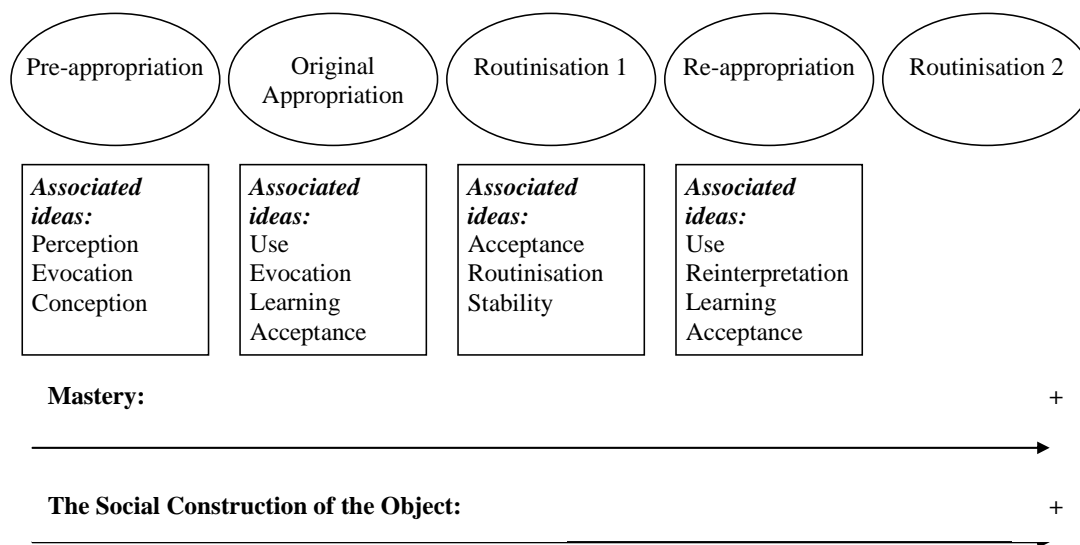 Pre-appropriation
Original
Appropriation
Routinisation 1
Re-appropriation
Routinisation 2
Associated
ideas:
Perception
Evocation
Conception
Associated
ideas:
Use
Evocation
Learning
Acceptance
Associated
ideas:
Acceptance
Routinisation
Stability
Associated
ideas:
Use
Reinterpretation
Learning
Acceptance
Mastery: +
The Social Construction of the Object: +